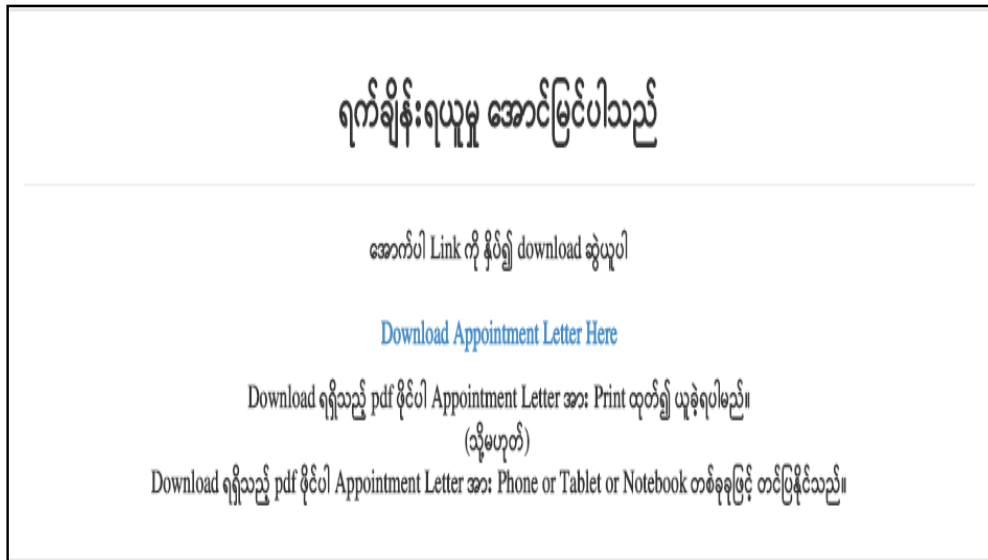 ရက်ချိန်းရယူမှု အောင်မြင်ပါသည်
အောက်ပါ Link ကို နှိပ်၍ download ဆွဲယူပါ
Download Appointment Letter Here
Download ရရှိသည့် pdf ဖိုင်ပါ Appointment Letter အား Print ထုတ်၍ ယူခဲ့ရပါမည်။
(သို့မဟုတ်)
Download ရရှိသည့် pdf ဖိုင်ပါ Appointment Letter အား Phone or Tablet or Notebook တစ်ခုခုဖြင့် တင်ပြနိုင်သည်။